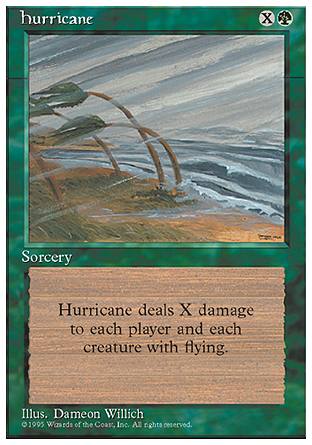 Hurricane
X
Sorcery
Hurricane deals X damage
to each player and each
creature with flying.
Illus. Dameon Willich
©1995 Wizards of the Coast, Inc. All rights reserved.